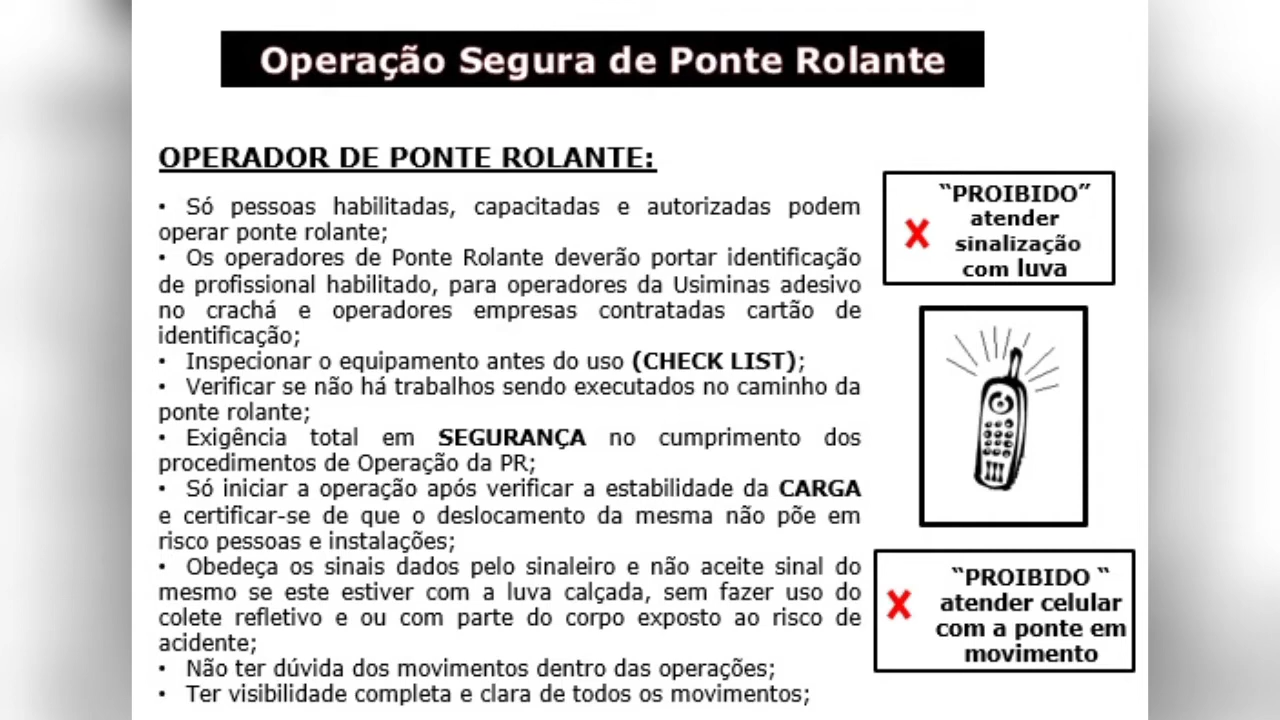 Operação Segura de Ponte Rolante
OPERADOR DE PONTE ROLANTE:
• Só pessoas habilitadas, capacitadas e autorizadas podem
operar ponte rolante;
• Os operadores de Ponte Rolante deverão portar identificação
de profissional habilitado, para operadores da Usiminas adesivo
no crachá e operadores empresas contratadas cartão de
identificação;
• Inspecionar o equipamento antes do uso (CHECK LIST);
• Verificar se não há trabalhos sendo executados no caminho da
ponte rolante;
• Exigência total em SEGURANÇA no cumprimento dos
procedimentos de Operação da PR;
• Só iniciar a operação após verificar a estabilidade da CARGA
e certificar-se de que o deslocamento da mesma não põe em
risco pessoas e instalações;
• Obedeça os sinais dados pelo sinaleiro e não aceite sinal do
mesmo se este estiver com a luva calçada, sem fazer uso do
colete refletivo e ou com parte do corpo exposto ao risco de
acidente;
• Não ter dúvida dos movimentos dentro das operações;
• Ter visibilidade completa e clara de todos os movimentos;
“PROIBIDO”
atender
sinalização
com luva
“PROIBIDO “
atender celular
com a ponte em
movimento